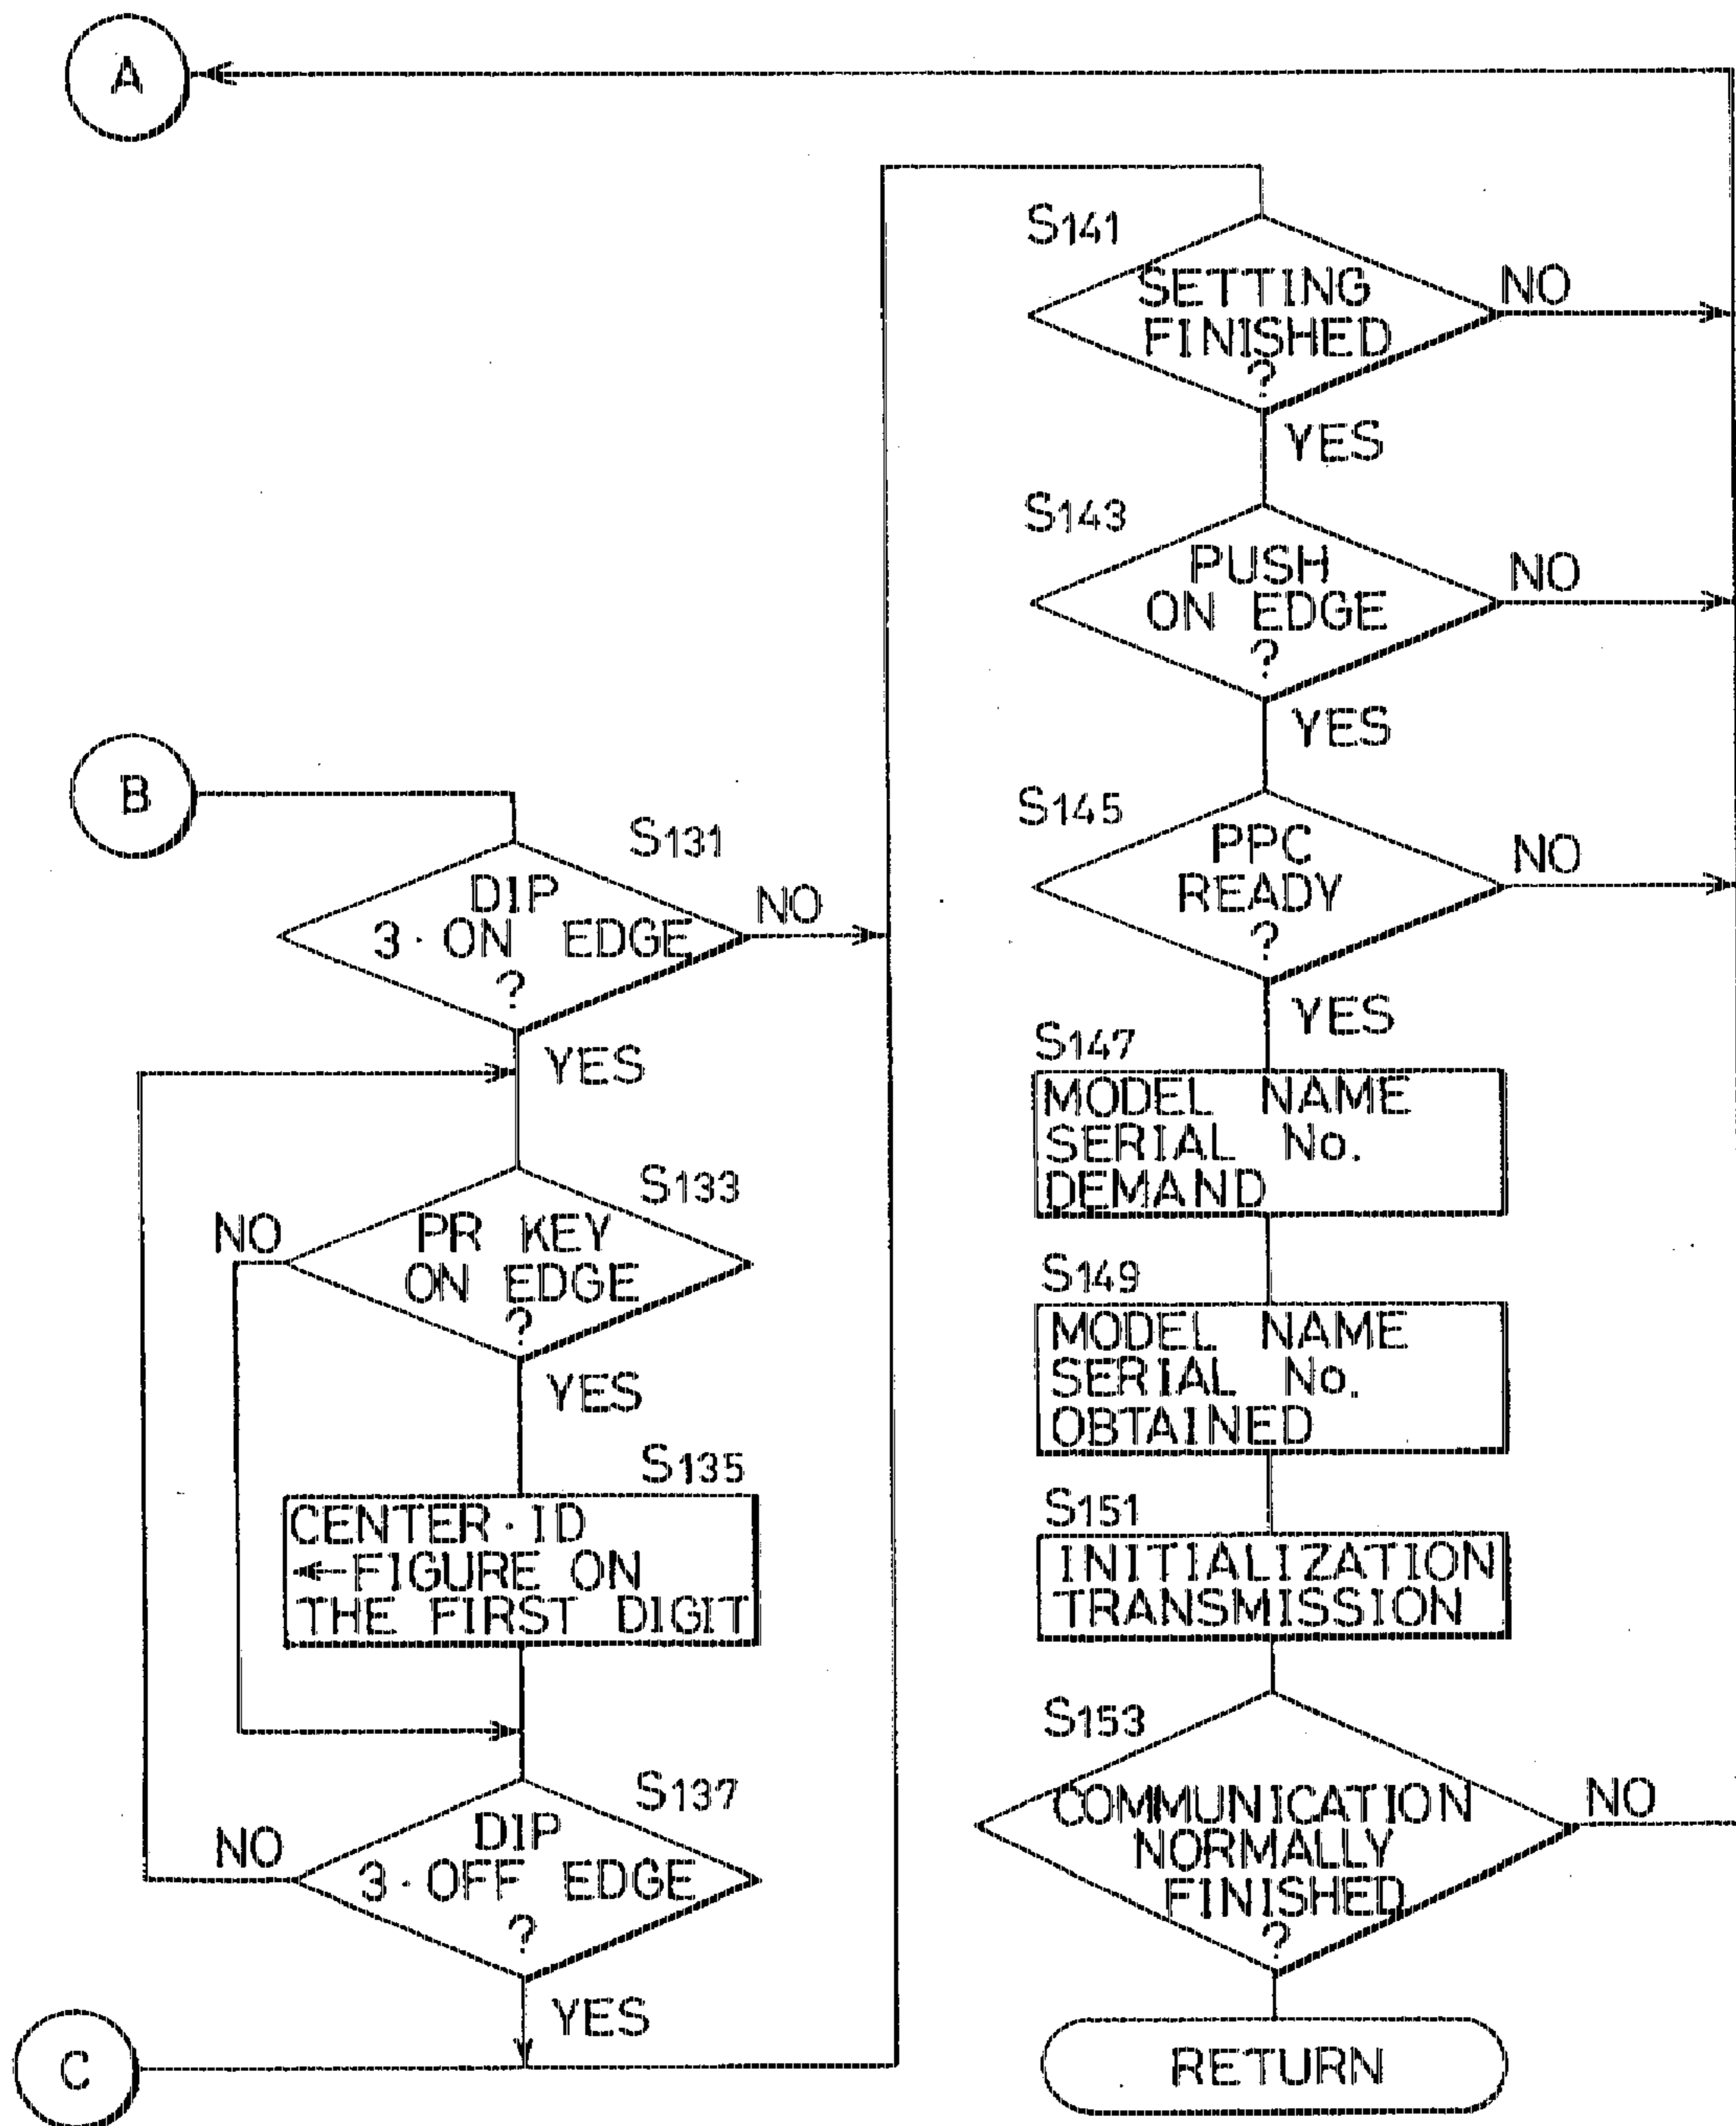 A
B
S131
DIP
3·ON EDGE
?
NO
YES
S133
PR KEY
ON EDGE
?
NO
YES
S135
CENTER·ID
←FIGURE ON
THE FIRST DIGIT
S137
DIP
3·OFF EDGE
?
NO
YES
C
S141
SETTING
FINISHED
?
NO
YES
S143
PUSH
ON EDGE
?
NO
YES
S145
PPC
READY
?
NO
YES
S147
MODEL NAME
SERIAL No.
DEMAND
S149
MODEL NAME
SERIAL No.
OBTAINED
S151
INITIALIZATION
TRANSMISSION
S153
COMMUNICATION
NORMALLY
FINISHED
?
NO
RETURN